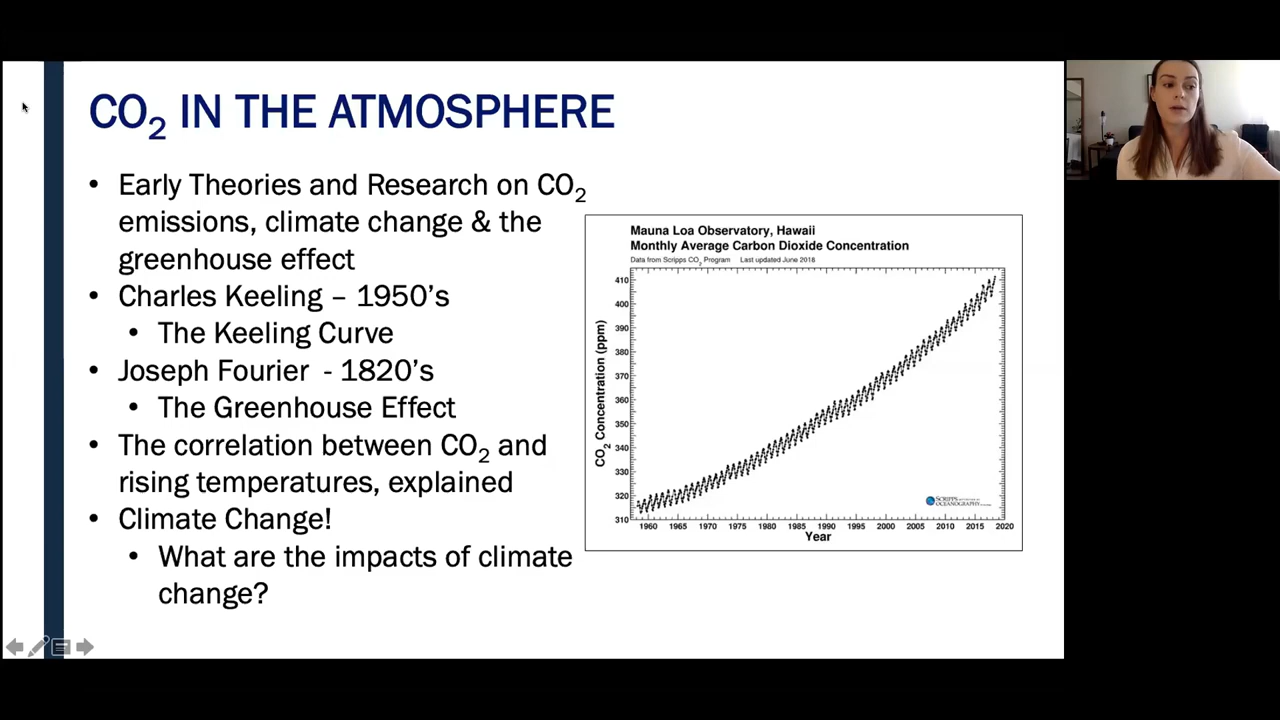 CO₂ IN THE ATMOSPHERE
• Early Theories and Research on CO₂
emissions, climate change & the
greenhouse effect
• Charles Keeling – 1950's
• The Keeling Curve
• Joseph Fourier - 1820's
• The Greenhouse Effect
• The correlation between CO₂ and
rising temperatures, explained
• Climate Change!
• What are the impacts of climate
change?
Mauna Loa Observatory, Hawaii
Monthly Average Carbon Dioxide Concentration
Data from Scripps CO₂ Program Last updated June 2018
CO₂ Concentration (ppm)
410
400
390
380
370
360
350
340
330
320
310
1960 1965 1970 1975 1980 1985 1990 1995 2000 2005 2010 2015 2020
Year
SCRIPPS
OCEANOGRAPHY